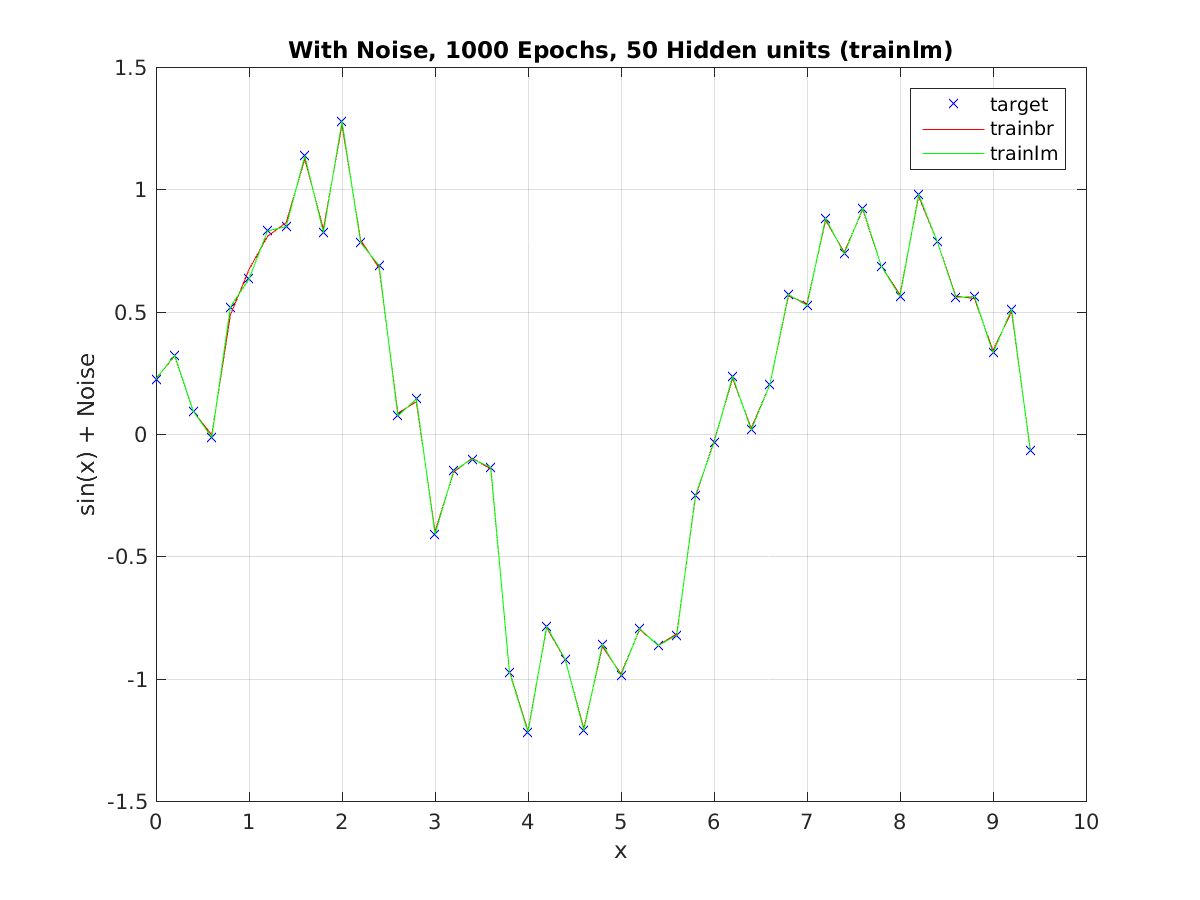 With Noise, 1000 Epochs, 50 Hidden units (trainlm)
target
trainbr
trainlm
1.5
1
0.5
0
-0.5
-1
-1.5
sin(x) + Noise
0 1 2 3 4 5 6 7 8 9 10
x